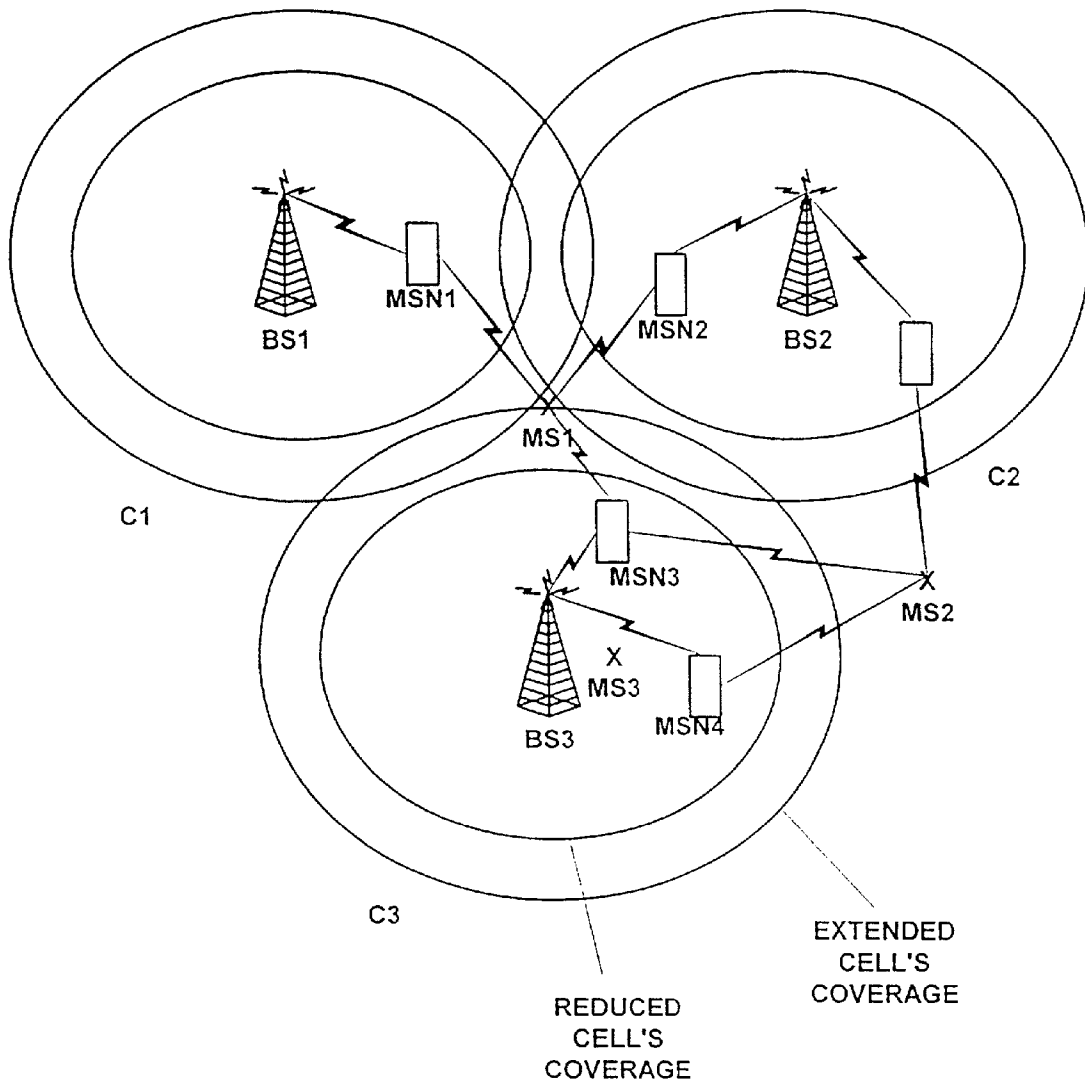 MSN1
BS1
MSN2
BS2
MS1
C2
C1
MSN3
MS2
MS3
MSN4
BS3
C3
EXTENDED
CELL'S
COVERAGE
REDUCED
CELL'S
COVERAGE